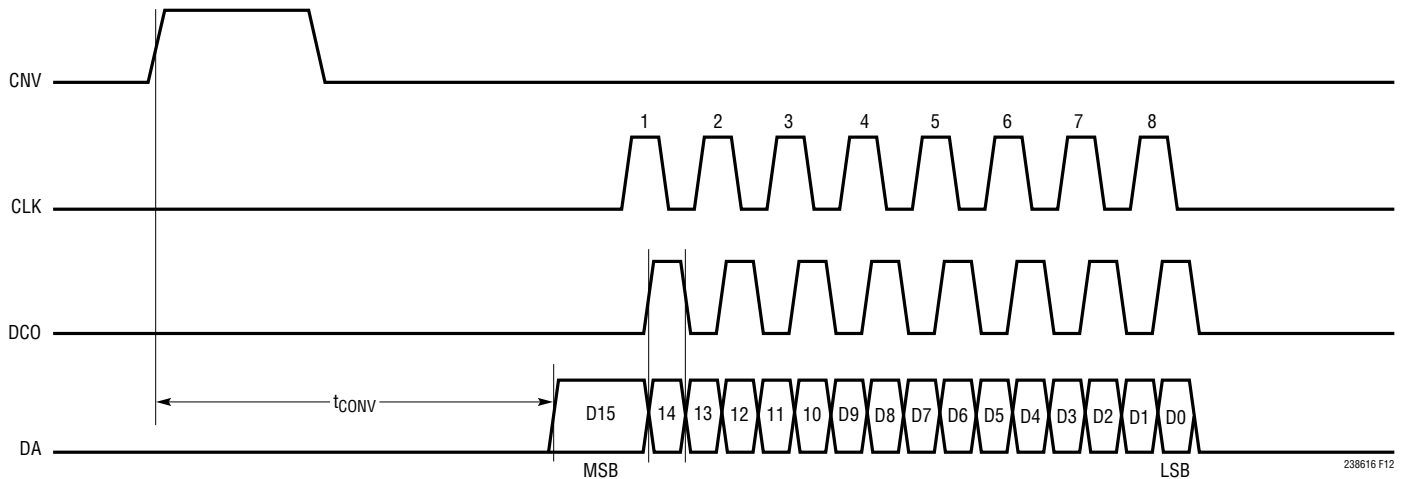 CNV
1 2 3 4 5 6 7 8
CLK
DCO
tCONV
D15 14 13 12 11 10 D9 D8 D7 D6 D5 D4 D3 D2 D1 D0
DA
MSB LSB
238616 F12